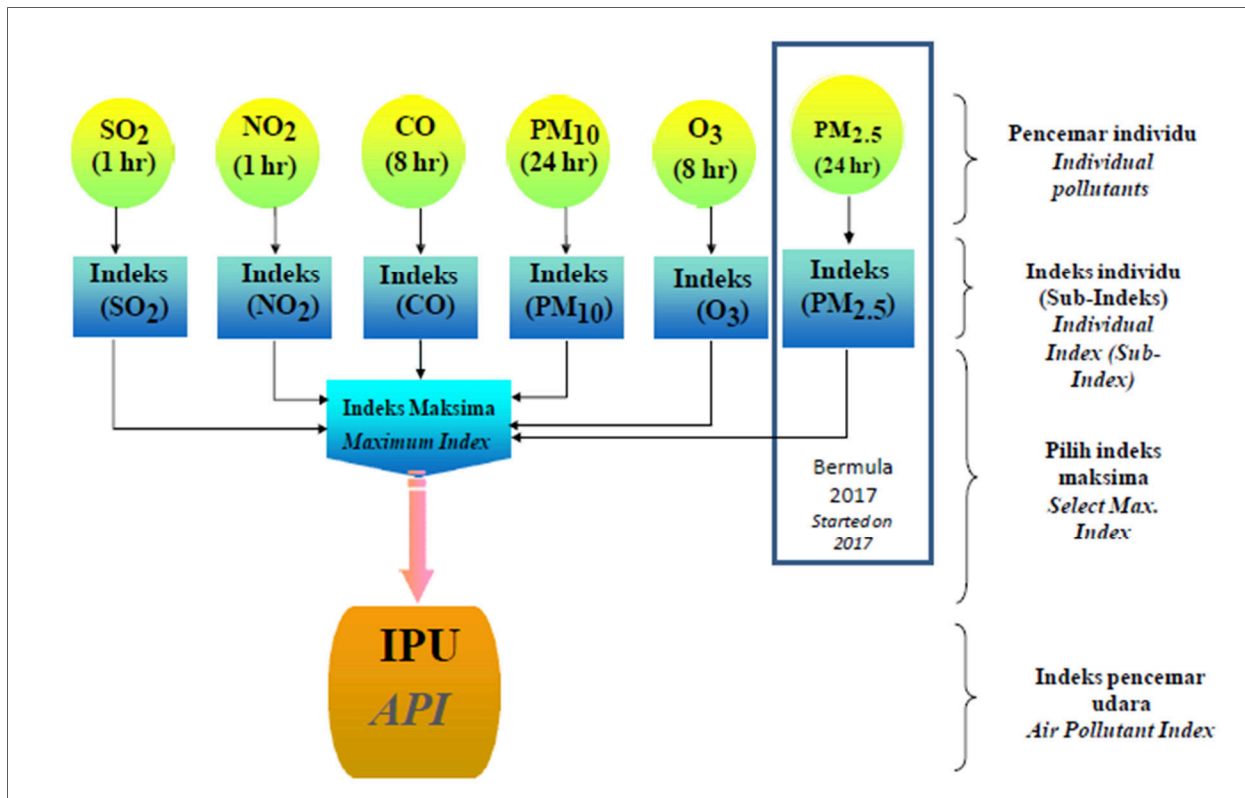 SO2
(1 hr)
NO2
(1 hr)
CO
(8 hr)
PM10
(24 hr)
O3
(8 hr)
PM2.5
(24 hr)
Pencemar individu
Individual
pollutants
Indeks
(SO2)
Indeks
(NO2)
Indeks
(CO)
Indeks
(PM10)
Indeks
(O3)
Indeks
(PM2.5)
Indeks individu
(Sub-Indeks)
Individual
Index (Sub-
Index)
Indeks Maksima
Maximum Index
Bermula
2017
Started on
2017
Pilih indeks
maksima
Select Max.
Index
IPU
API
Indeks pencemar
udara
Air Pollutant Index